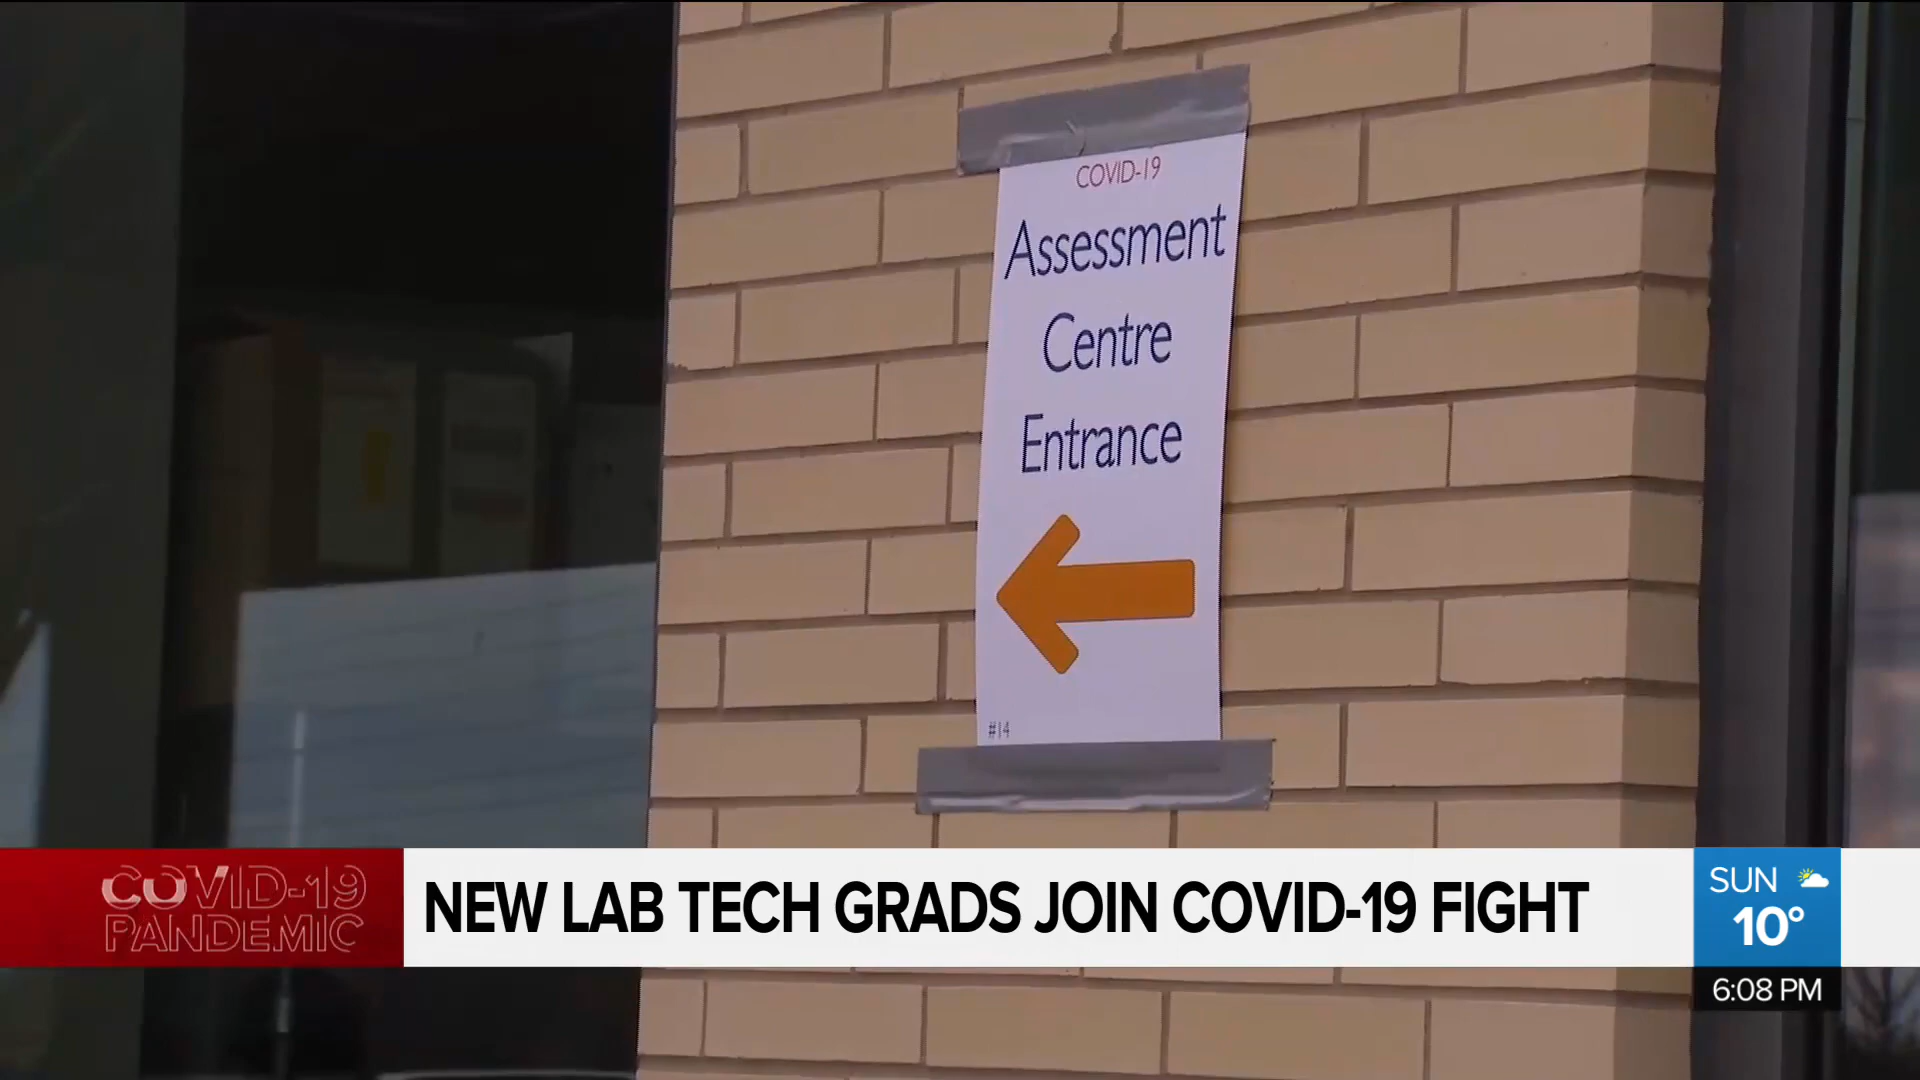 COVID-19
Assessment
Centre
Entrance
#14
COVID-19
PANDEMIC
NEW LAB TECH GRADS JOIN COVID-19 FIGHT
SUN
10°
6:08 PM